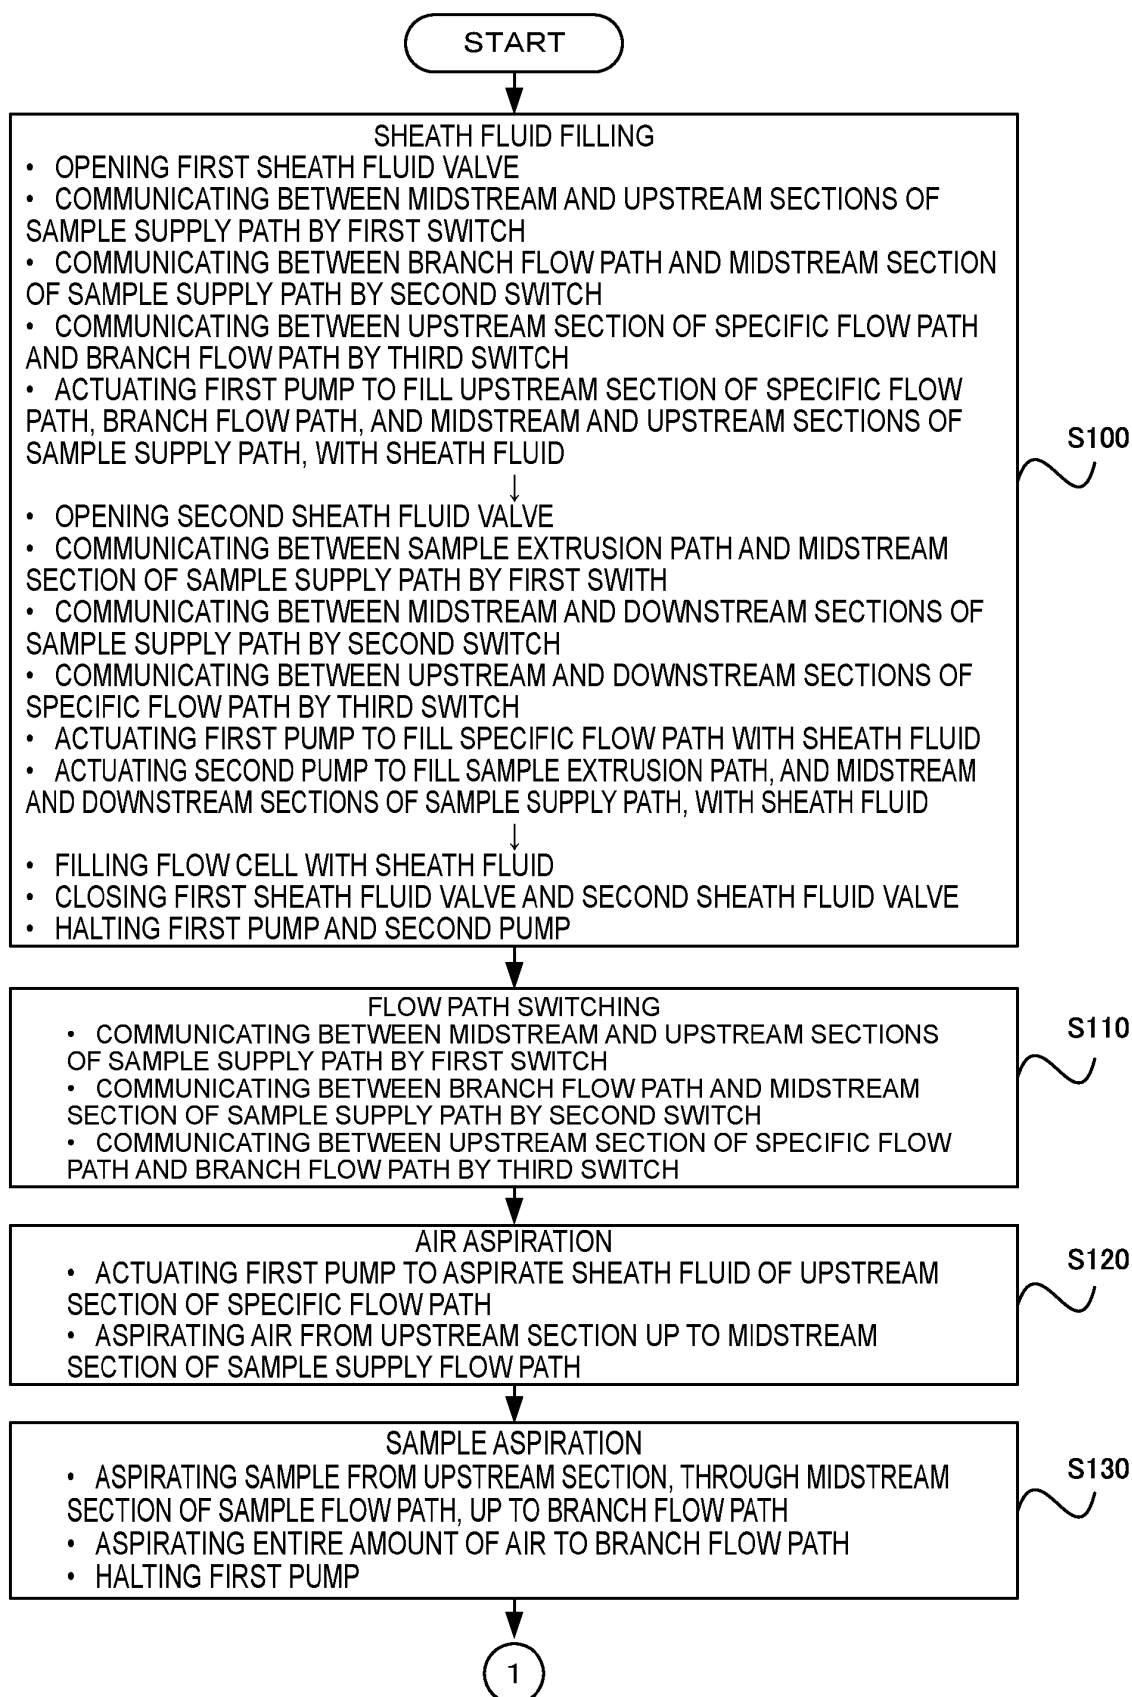 START
SHEATH FLUID FILLING
• OPENING FIRST SHEATH FLUID VALVE
• COMMUNICATING BETWEEN MIDSTREAM AND UPSTREAM SECTIONS OF
SAMPLE SUPPLY PATH BY FIRST SWITCH
• COMMUNICATING BETWEEN BRANCH FLOW PATH AND MIDSTREAM SECTION
OF SAMPLE SUPPLY PATH BY SECOND SWITCH
• COMMUNICATING BETWEEN UPSTREAM SECTION OF SPECIFIC FLOW PATH
AND BRANCH FLOW PATH BY THIRD SWITCH
• ACTUATING FIRST PUMP TO FILL UPSTREAM SECTION OF SPECIFIC FLOW
PATH, BRANCH FLOW PATH, AND MIDSTREAM AND UPSTREAM SECTIONS OF
SAMPLE SUPPLY PATH, WITH SHEATH FLUID
↓
• OPENING SECOND SHEATH FLUID VALVE
• COMMUNICATING BETWEEN SAMPLE EXTRUSION PATH AND MIDSTREAM
SECTION OF SAMPLE SUPPLY PATH BY FIRST SWITH
• COMMUNICATING BETWEEN MIDSTREAM AND DOWNSTREAM SECTIONS OF
SAMPLE SUPPLY PATH BY SECOND SWITCH
• COMMUNICATING BETWEEN UPSTREAM AND DOWNSTREAM SECTIONS OF
SPECIFIC FLOW PATH BY THIRD SWITCH
• ACTUATING FIRST PUMP TO FILL SPECIFIC FLOW PATH WITH SHEATH FLUID
• ACTUATING SECOND PUMP TO FILL SAMPLE EXTRUSION PATH, AND MIDSTREAM
AND DOWNSTREAM SECTIONS OF SAMPLE SUPPLY PATH, WITH SHEATH FLUID
↓
• FILLING FLOW CELL WITH SHEATH FLUID
• CLOSING FIRST SHEATH FLUID VALVE AND SECOND SHEATH FLUID VALVE
• HALTING FIRST PUMP AND SECOND PUMP
S100
FLOW PATH SWITCHING
• COMMUNICATING BETWEEN MIDSTREAM AND UPSTREAM SECTIONS
OF SAMPLE SUPPLY PATH BY FIRST SWITCH
• COMMUNICATING BETWEEN BRANCH FLOW PATH AND MIDSTREAM
SECTION OF SAMPLE SUPPLY PATH BY SECOND SWITCH
• COMMUNICATING BETWEEN UPSTREAM SECTION OF SPECIFIC FLOW
PATH AND BRANCH FLOW PATH BY THIRD SWITCH
S110
AIR ASPIRATION
• ACTUATING FIRST PUMP TO ASPIRATE SHEATH FLUID OF UPSTREAM
SECTION OF SPECIFIC FLOW PATH
• ASPIRATING AIR FROM UPSTREAM SECTION UP TO MIDSTREAM
SECTION OF SAMPLE SUPPLY FLOW PATH
S120
SAMPLE ASPIRATION
• ASPIRATING SAMPLE FROM UPSTREAM SECTION, THROUGH MIDSTREAM
SECTION OF SAMPLE FLOW PATH, UP TO BRANCH FLOW PATH
• ASPIRATING ENTIRE AMOUNT OF AIR TO BRANCH FLOW PATH
• HALTING FIRST PUMP
S130
1